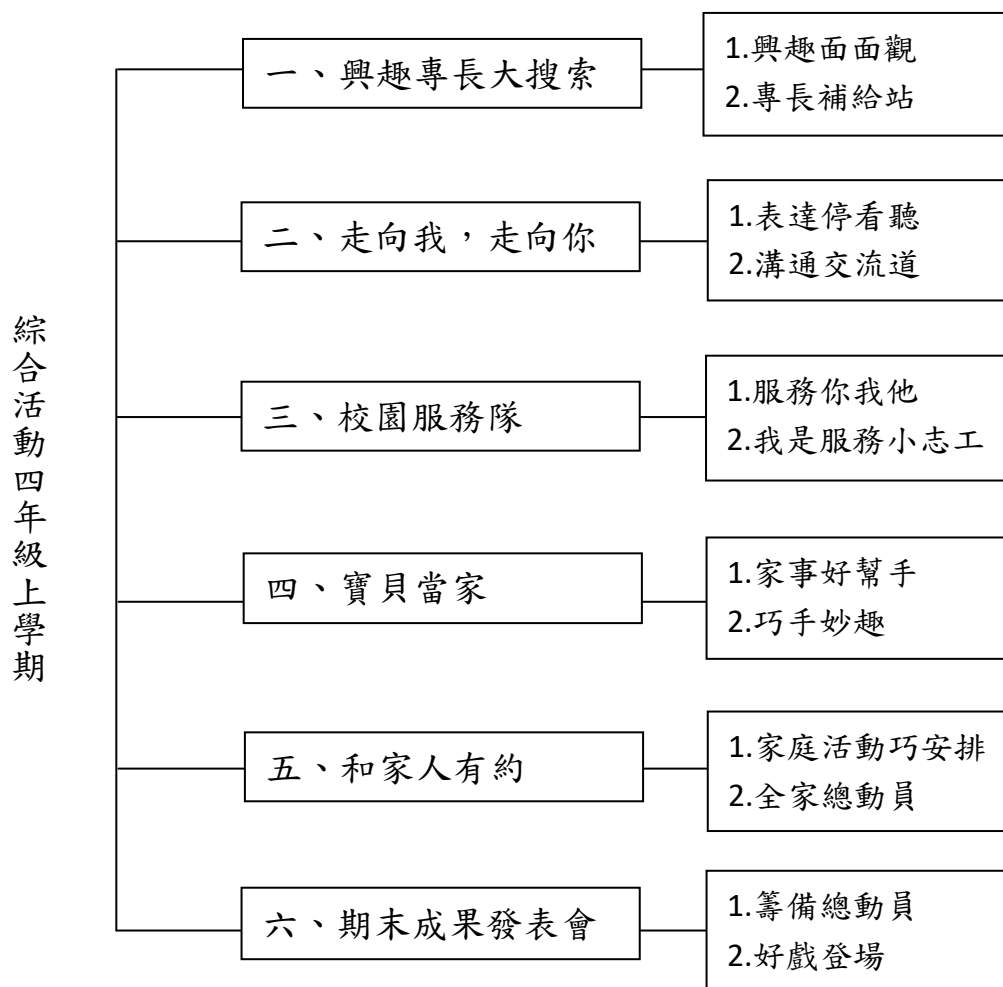 綜合活動四年級上學期
一、興趣專長大搜索
1.興趣面面觀
2.專長補給站
二、走向我，走向你
1.表達停看聽
2.溝通交流道
三、校園服務隊
1.服務你我他
2.我是服務小志工
四、寶貝當家
1.家事好幫手
2.巧手妙趣
五、和家人有約
1.家庭活動巧安排
2.全家總動員
六、期末成果發表會
1.籌備總動員
2.好戲登場